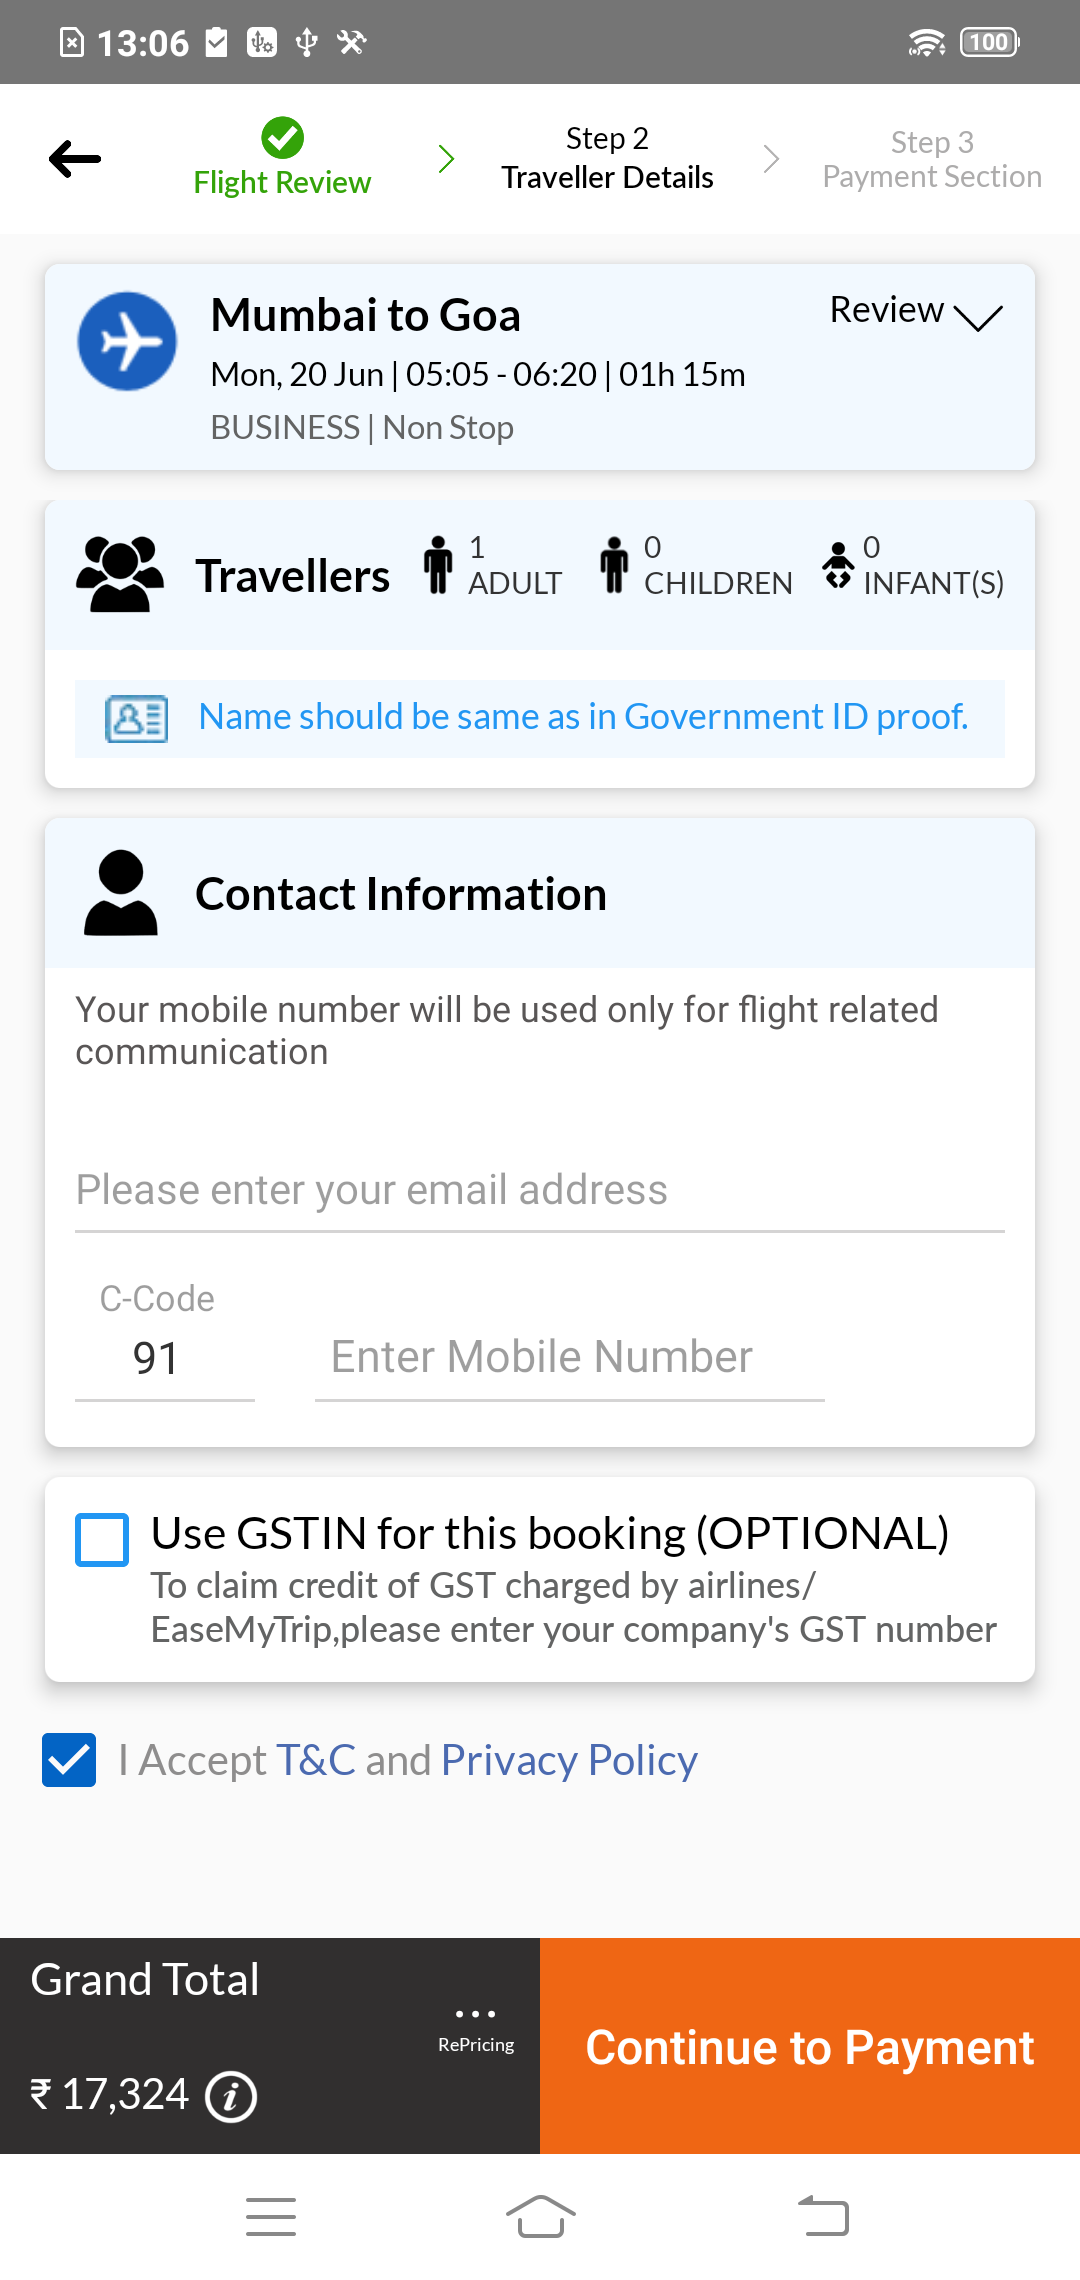 13:06
100
Flight Review
Step 2
Traveller Details
Step 3
Payment Section
Mumbai to Goa
Review
Mon, 20 Jun | 05:05 - 06:20 | 01h 15m
BUSINESS | Non Stop
Travellers
1
ADULT
0
CHILDREN
0
INFANT(S)
Name should be same as in Government ID proof.
Contact Information
Your mobile number will be used only for flight related
communication
Please enter your email address
C-Code
91
Enter Mobile Number
Use GSTIN for this booking (OPTIONAL)
To claim credit of GST charged by airlines/
EaseMyTrip,please enter your company's GST number
I Accept T&C and Privacy Policy
Grand Total
RePricing
₹ 17,324
Continue to Payment